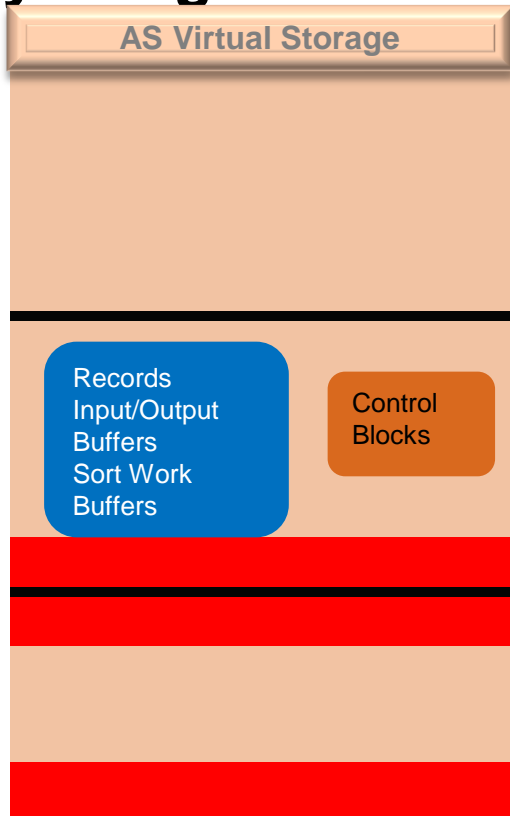 AS Virtual Storage
Records
Input/Output
Buffers
Sort Work
Buffers
Control
Blocks